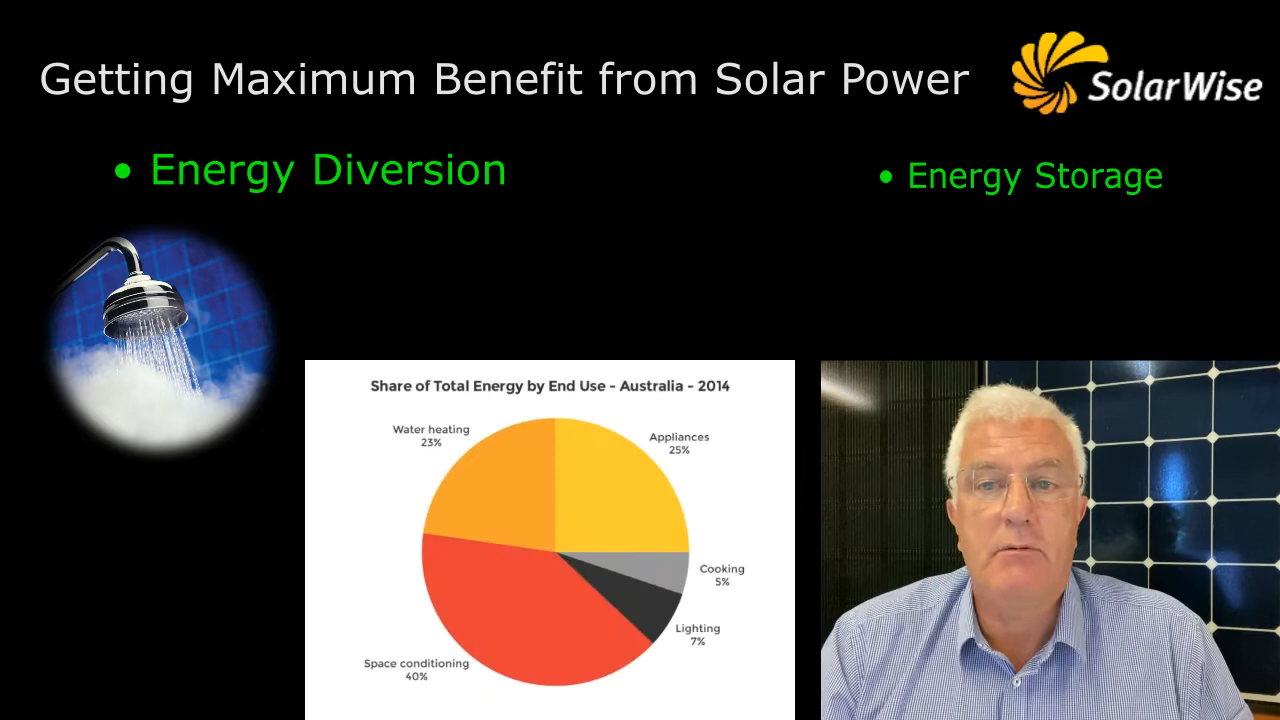 Getting Maximum Benefit from Solar Power
SolarWise
• Energy Diversion
• Energy Storage
Share of Total Energy by End Use - Australia - 2014
Water heating
23%
Appliances
25%
Cooking
5%
Lighting
7%
Space conditioning
40%